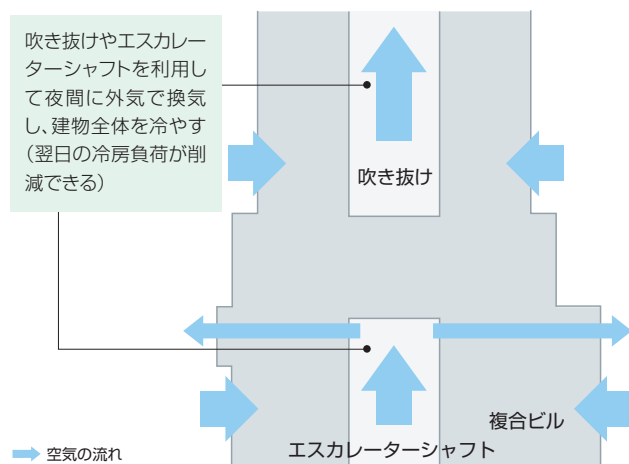 吹き抜けやエスカレー
ターシャフトを利用し
て夜間に外気で換気
し、建物全体を冷やす
（翌日の冷房負荷が削
減できる）
吹き抜け
複合ビル
エスカレーターシャフト
空気の流れ